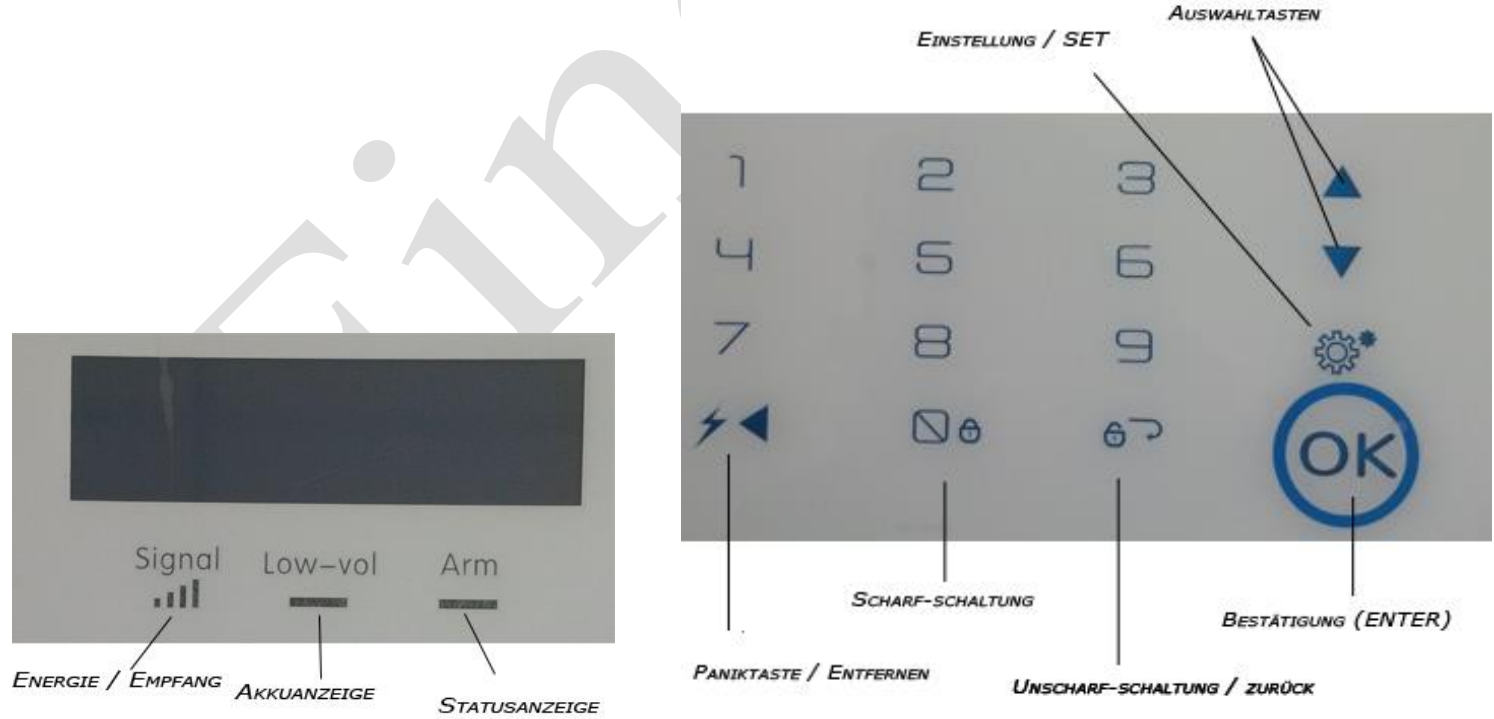 Fin
Signal Low-vol Arm
ENERGIE / EMPFANG AKKUANZEIGE STATUSANZEIGE
EINSTELLUNG / SET AUSWAHLTASTEN
1 2 3
4 5 6
7 8 9
OK
SCHARF-SCHALTUNG
BESTÄTIGUNG (ENTER)
PANIKTASTE / ENTFERNEN
UNSCHARF-SCHALTUNG / ZURÜCK